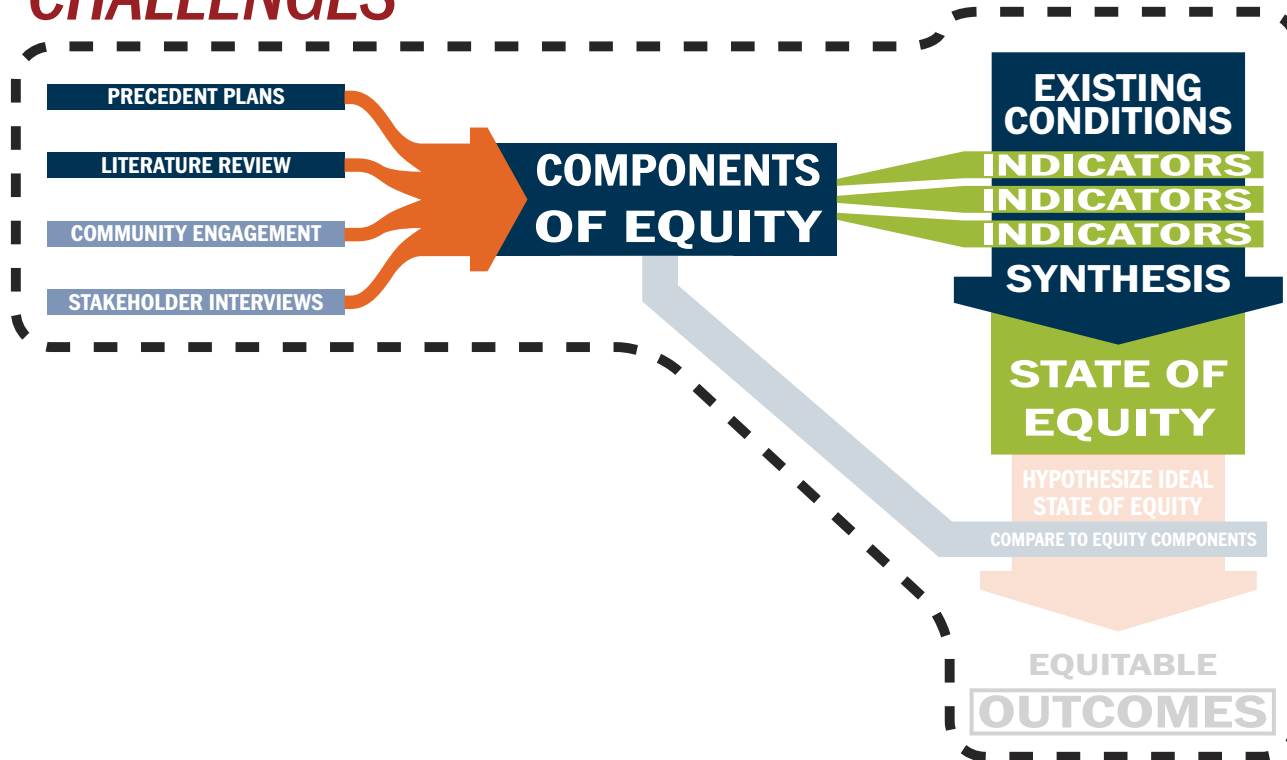 CHALLENGES
PRECEDENT PLANS
LITERATURE REVIEW
COMMUNITY ENGAGEMENT
STAKEHOLDER INTERVIEWS
COMPONENTS
OF EQUITY
EXISTING
CONDITIONS
INDICATORS
INDICATORS
INDICATORS
SYNTHESIS
STATE OF
EQUITY
HYPOTHESIZE IDEAL
STATE OF EQUITY
COMPARE TO EQUITY COMPONENTS
EQUITABLE
OUTCOMES